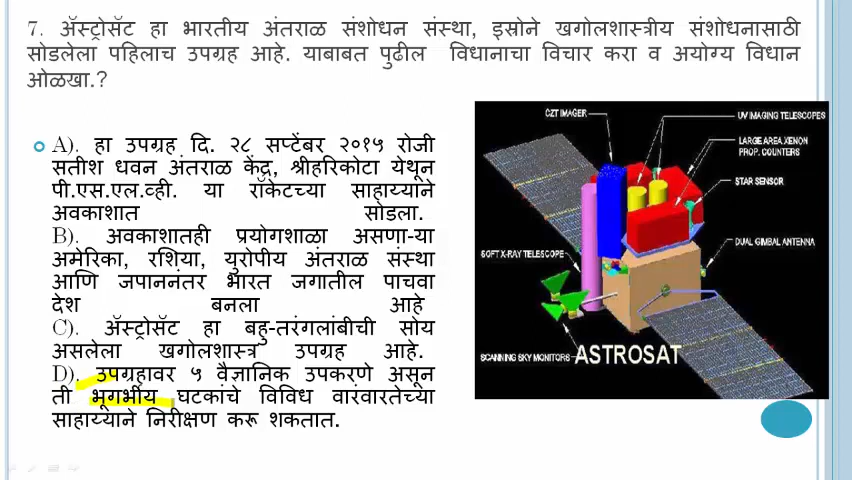 7. ॲस्ट्रोसॅट हा भारतीय अंतराळ संशोधन संस्था, इस्रोने खगोलशास्त्रीय संशोधनासाठी
सोडलेला पहिलाच उपग्रह आहे. याबाबत पुढील विधानाचा विचार करा व अयोग्य विधान
ओळखा.?
A). हा उपग्रह दि. २८ सप्टेंबर २०१५ रोजी
सतीश धवन अंतराळ केंद्र, श्रीहरिकोटा येथून
पी.एस.एल.व्ही. या रॉकेटच्या साहाय्याने
अवकाशात सोडला.
B). अवकाशातही प्रयोगशाळा असणा-या
अमेरिका, रशिया, युरोपीय अंतराळ संस्था
आणि जपाननंतर भारत जगातील पाचवा
देश बनला आहे
C). ॲस्ट्रोसॅट हा बहु-तरंगलांबीची सोय
असलेला खगोलशास्त्र उपग्रह आहे.
D). उपग्रहावर ५ वैज्ञानिक उपकरणे असून
ती भूगर्भीय घटकांचे विविध वारंवारतेच्या
साहाय्याने निरीक्षण करू शकतात.
CZT IMAGER
UV IMAGING TELESCOPES
LARGE AREA XENON
PROP. COUNTERS
STAR SENSOR
DUAL GIMBAL ANTENNA
SOFT X-RAY TELESCOPE
SCANNING SKY MONITORS
ASTROSAT